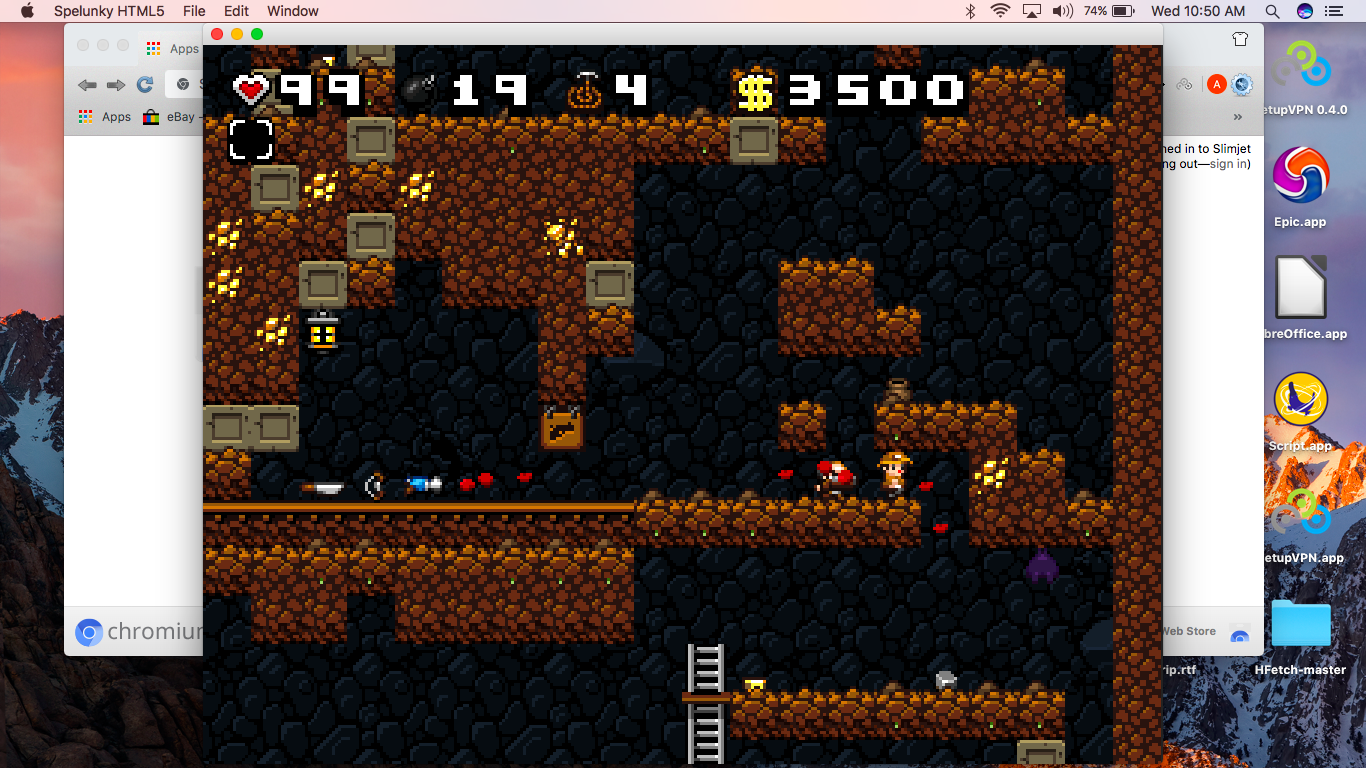 Spelunky HTML5 File Edit Window 74% Wed 10:50 AM
Apps
99 19 4 $3500
A
etupVPN 0.4.0
Apps eBay - »
ned in to Slimjet
ng out—sign in)
Epic.app
breOffice.app
Script.app
etupVPN.app
chromiu
Web Store
rip.rtf HFetch-master